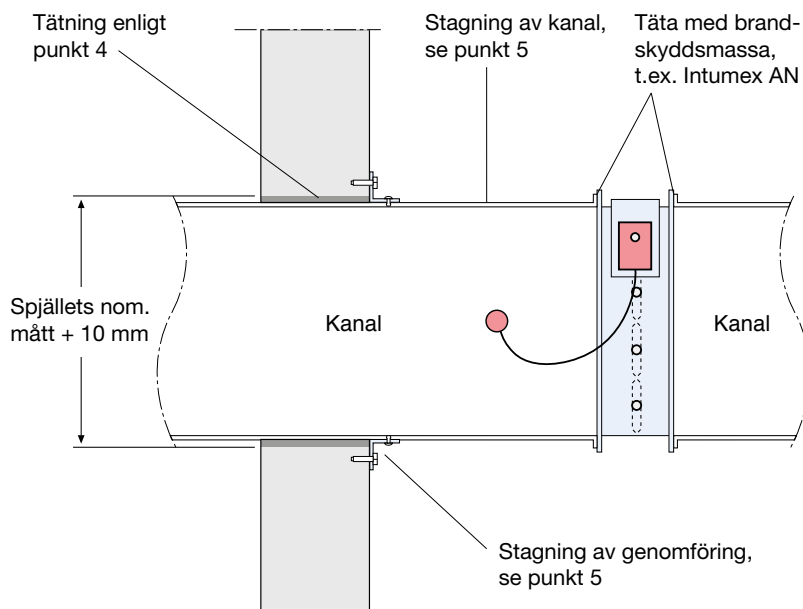 Tätning enligt
punkt 4
Stagning av kanal,
se punkt 5
Täta med brand-
skyddsmassa,
t.ex. Intumex AN
Spjällets nom.
mått + 10 mm
Kanal
Kanal
Stagning av genomföring,
se punkt 5